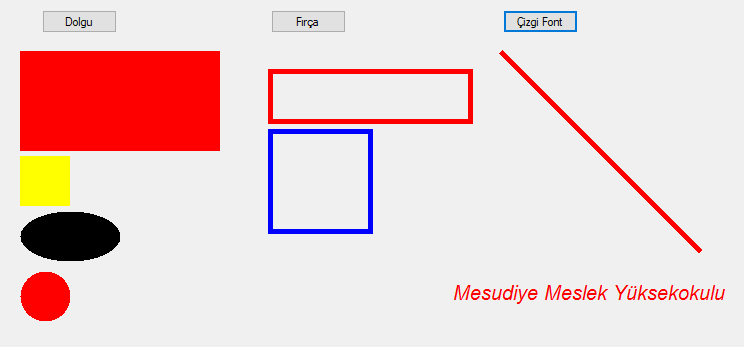 Dolgu
Fırça
Çizgi Font
Mesudiye Meslek Yüksekokulu